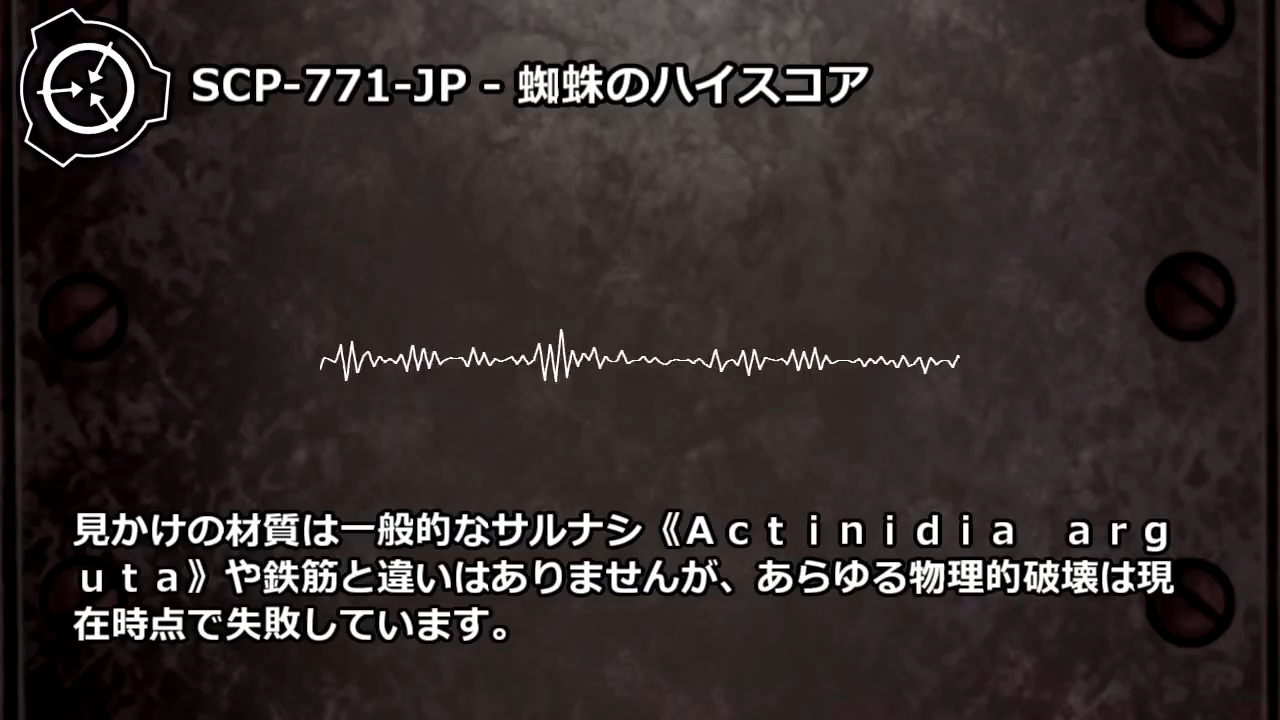 SCP-771-JP - 蜘蛛のハイスコア
見かけの材質は一般的なサルナシ《Ａｃｔｉｎｉｄｉａ　ａｒｇ
ｕｔａ》や鉄筋と違いはありませんが、あらゆる物理的破壊は現
在時点で失敗しています。